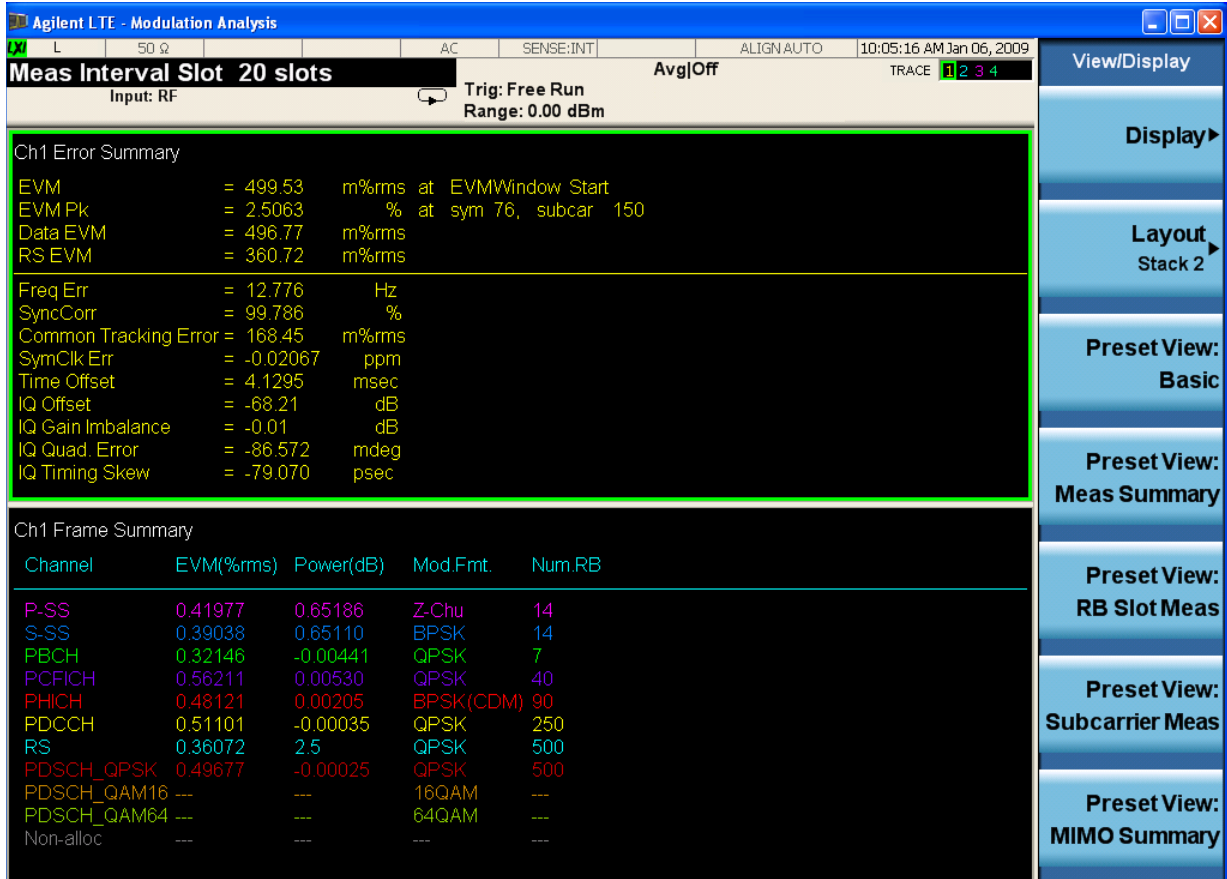 Agilent LTE - Modulation Analysis
LXI L 50 Ω AC SENSE:INT ALIGN AUTO 10:05:16 AM Jan 06, 2009
Meas Interval Slot 20 slots
Input: RF
Trig: Free Run
Range: 0.00 dBm
Avg|Off
TRACE 1 2 3 4
Ch1 Error Summary
EVM = 499.53 m%rms at EVMWindow Start
EVM Pk = 2.5063 % at sym 76, subcar 150
Data EVM = 496.77 m%rms
RS EVM = 360.72 m%rms
Freq Err = 12.776 Hz
SyncCorr = 99.786 %
Common Tracking Error = 168.45 m%rms
SymClk Err = -0.02067 ppm
Time Offset = 4.1295 msec
IQ Offset = -68.21 dB
IQ Gain Imbalance = -0.01 dB
IQ Quad. Error = -86.572 mdeg
IQ Timing Skew = -79.070 psec
Ch1 Frame Summary
Channel EVM(%rms) Power(dB) Mod.Fmt. Num.RB
P-SS 0.41977 0.65186 Z-Chu 14
S-SS 0.39038 0.65110 BPSK 14
PBCH 0.32146 -0.00441 QPSK 7
PCFICH 0.56211 0.00530 QPSK 40
PHICH 0.48121 0.00205 BPSK(CDM) 90
PDCCH 0.51101 -0.00035 QPSK 250
RS 0.36072 2.5 QPSK 500
PDSCH_QPSK 0.49677 -0.00025 QPSK 500
PDSCH_QAM16 --- --- 16QAM ---
PDSCH_QAM64 --- --- 64QAM ---
Non-alloc --- --- --- ---
View/Display
Display
Layout
Stack 2
Preset View:
Basic
Preset View:
Meas Summary
Preset View:
RB Slot Meas
Preset View:
Subcarrier Meas
Preset View:
MIMO Summary